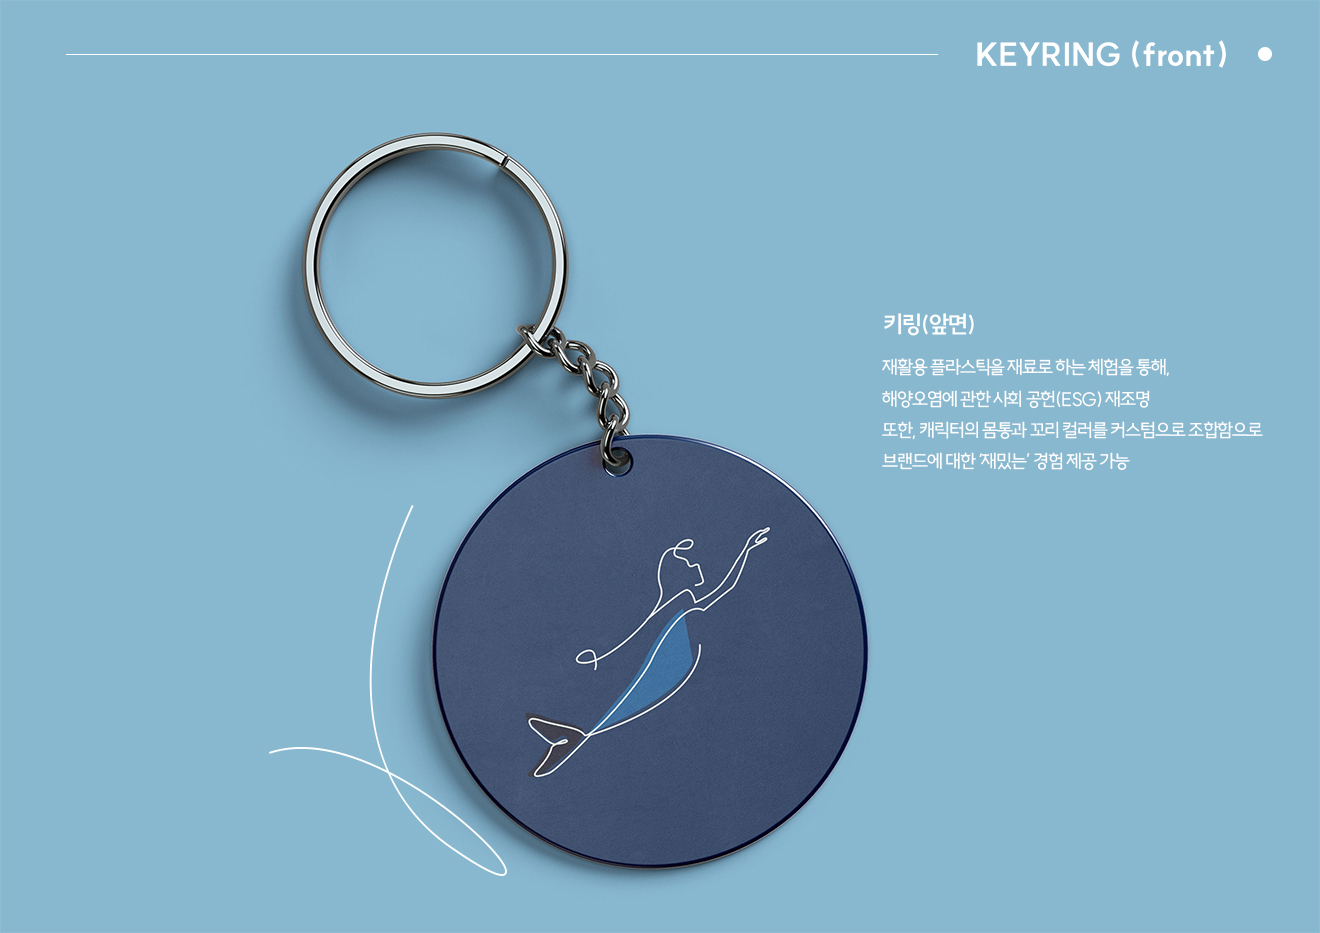 KEYRING (front)
키링(앞면)
재활용 플라스틱을 재료로 하는 체험을 통해,
해양오염에 관한 사회 공헌(ESG) 재조명
또한, 캐릭터의 몸통과 꼬리 컬러를 커스텀으로 조합함으로
브랜드에 대한 '재밌는' 경험 제공 가능